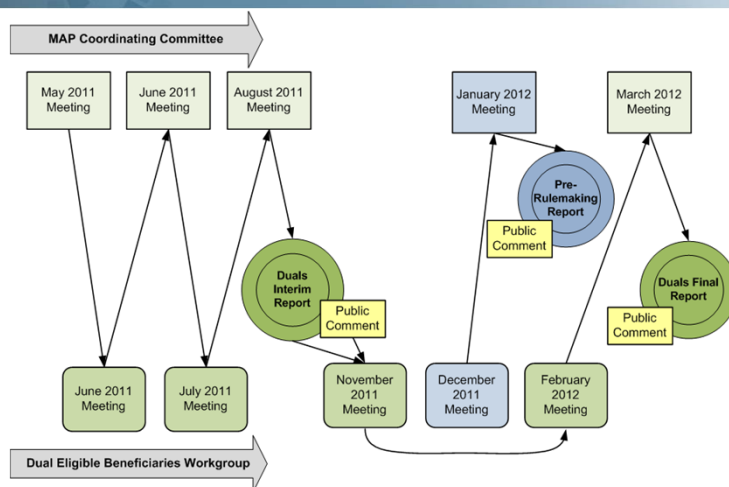 MAP Coordinating Committee
May 2011
Meeting
June 2011
Meeting
August 2011
Meeting
January 2012
Meeting
March 2012
Meeting
Pre-
Rulemaking
Report
Public
Comment
Duals
Interim
Report
Public
Comment
Duals Final
Report
Public
Comment
June 2011
Meeting
July 2011
Meeting
November
2011
Meeting
December
2011
Meeting
February
2012
Meeting
Dual Eligible Beneficiaries Workgroup